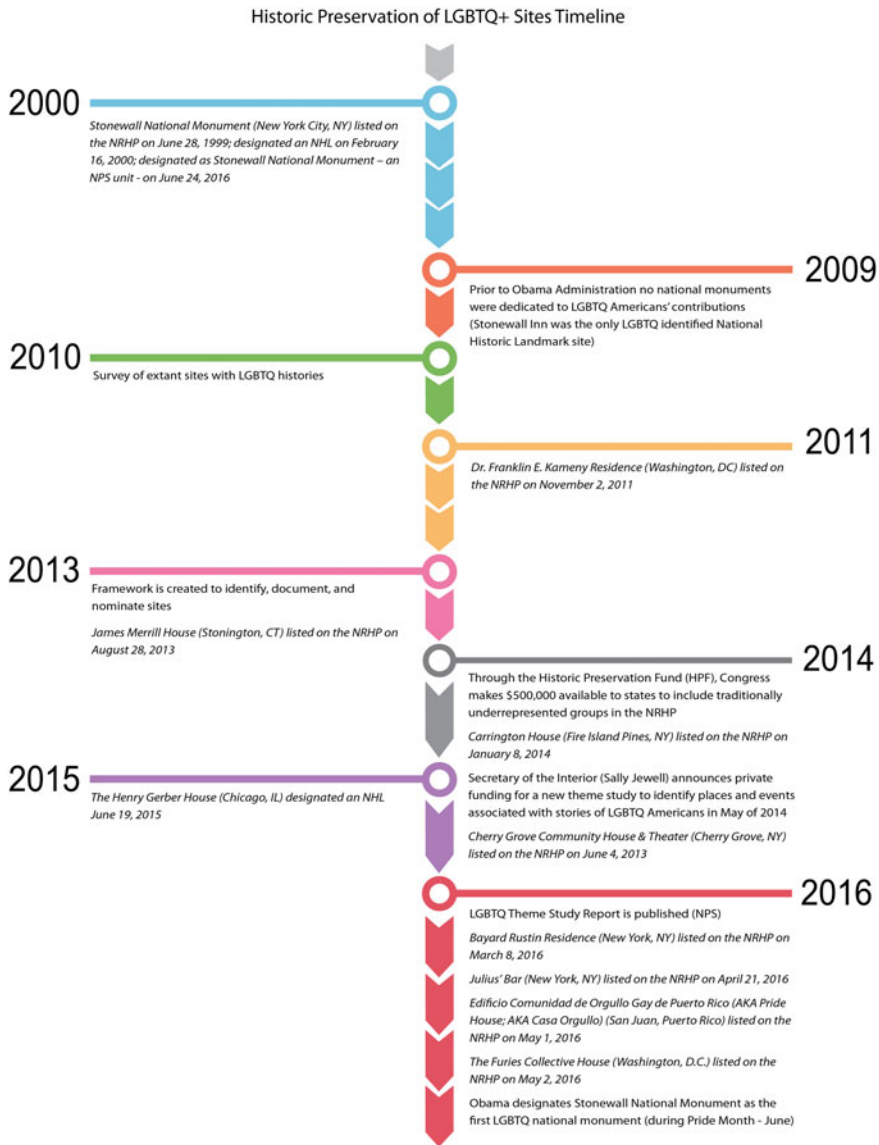 Historic Preservation of LGBTQ+ Sites Timeline
2000
Stonewall National Monument (New York City, NY) listed on
the NRHP on June 28, 1999; designated an NHL on February
16, 2000; designated as Stonewall National Monument – an
NPS unit - on June 24, 2016
2009
Prior to Obama Administration no national monuments
were dedicated to LGBTQ Americans' contributions
(Stonewall Inn was the only LGBTQ identified National
Historic Landmark site)
2010
Survey of extant sites with LGBTQ histories
2011
Dr. Franklin E. Kameny Residence (Washington, DC) listed on
the NRHP on November 2, 2011
2013
Framework is created to identify, document, and
nominate sites
James Merrill House (Stonington, CT) listed on the NRHP on
August 28, 2013
2014
Through the Historic Preservation Fund (HPF), Congress
makes $500,000 available to states to include traditionally
underrepresented groups in the NRHP
Carrington House (Fire Island Pines, NY) listed on the NRHP on
January 8, 2014
Secretary of the Interior (Sally Jewell) announces private
funding for a new theme study to identify places and events
associated with stories of LGBTQ Americans in May of 2014
Cherry Grove Community House & Theater (Cherry Grove, NY)
listed on the NRHP on June 4, 2013
2015
The Henry Gerber House (Chicago, IL) designated an NHL
June 19, 2015
2016
LGBTQ Theme Study Report is published (NPS)
Bayard Rustin Residence (New York, NY) listed on the NRHP on
March 8, 2016
Julius' Bar (New York, NY) listed on the NRHP on April 21, 2016
Edificio Comunidad de Orgullo Gay de Puerto Rico (AKA Pride
House; AKA Casa Orgullo) (San Juan, Puerto Rico) listed on the
NRHP on May 1, 2016
The Furies Collective House (Washington, D.C.) listed on the
NRHP on May 2, 2016
Obama designates Stonewall National Monument as the
first LGBTQ national monument (during Pride Month - June)